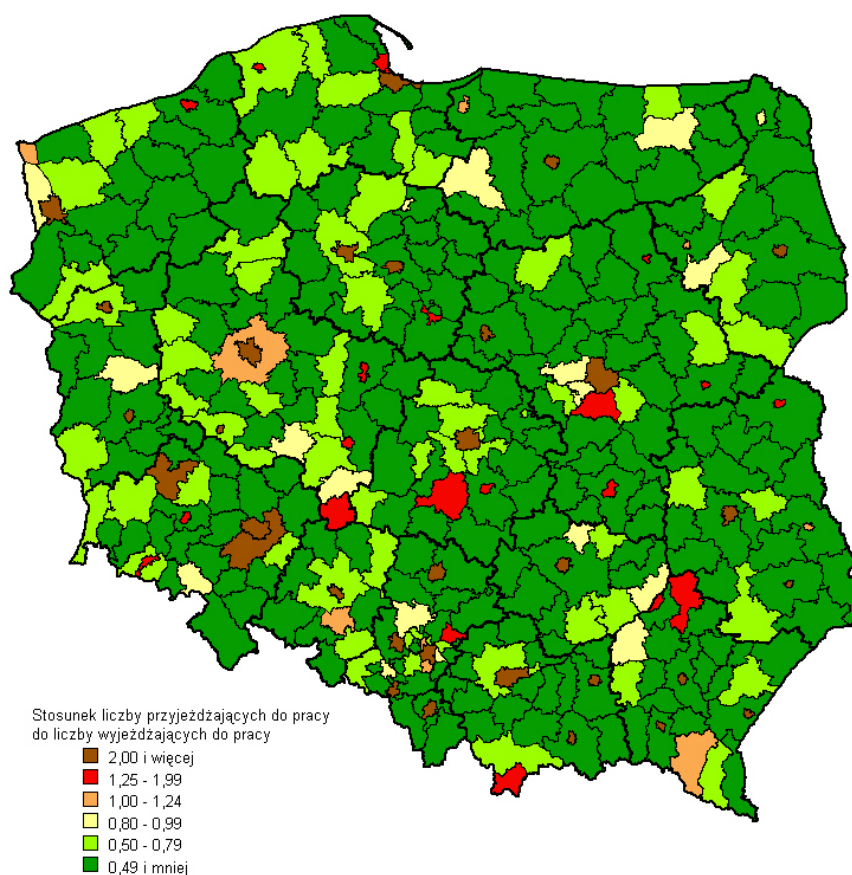 Stosunek liczby przyjeżdżających do pracy
do liczby wyjeżdżających do pracy
2,00 i więcej
1,25 - 1,99
1,00 - 1,24
0,80 - 0,99
0,50 - 0,79
0,49 i mniej